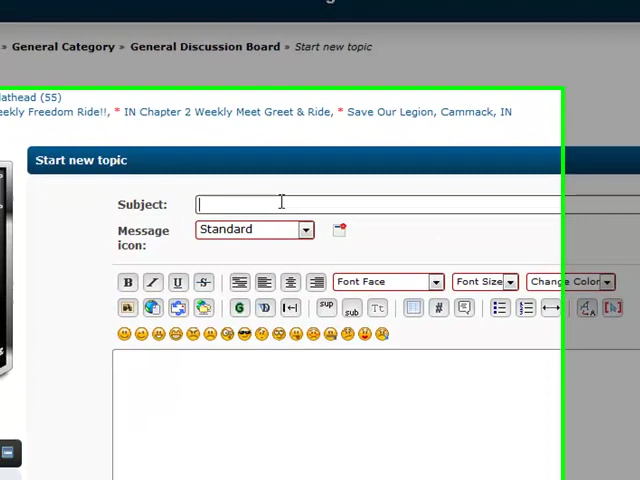 » General Category » General Discussion Board » Start new topic
lathead (55)
eekly Freedom Ride!!, * IN Chapter 2 Weekly Meet Greet & Ride, * Save Our Legion, Cammack, IN
Start new topic
Subject:
Message icon: Standard
B I U S Font Face Font Size Change Color
G sup sub Tt #